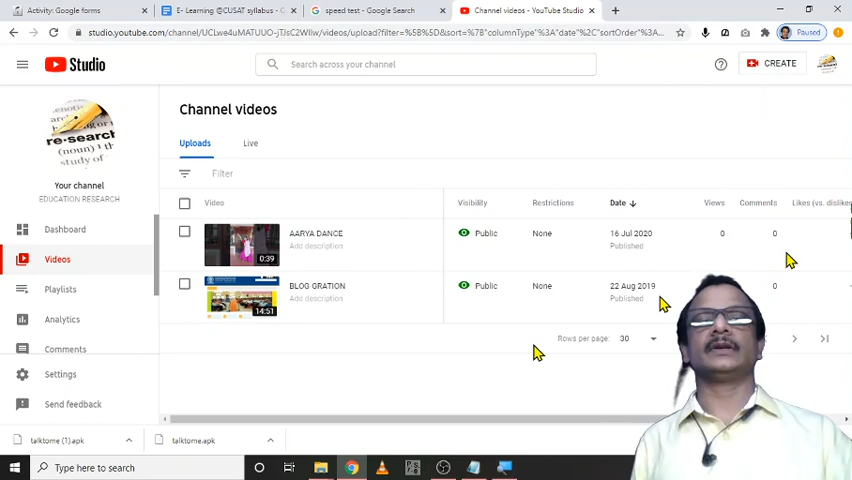 Activity: Google forms
E- Learning @CUSAT syllabus -
speed test - Google Search
Channel videos - YouTube Studio
studio.youtube.com/channel/UCLwe4uMATUUO-jTJsC2WlIw/videos/upload?filter=%5B%5D&sort=%7B"columnType"%3A"date"%2C"sortOrder"%3A...
Paused
Studio
Search across your channel
CREATE
re·search
(noun)
study of
Your channel
EDUCATION RESEARCH
Dashboard
Videos
Playlists
Analytics
Comments
Settings
Send feedback
Channel videos
Uploads
Live
Filter
Video
Visibility
Restrictions
Date
Views
Comments
Likes (vs. dislikes
0:39
AARYA DANCE
Add description
Public
None
16 Jul 2020
Published
0
0
14:51
BLOG GRATION
Add description
Public
None
22 Aug 2019
Published
0
Rows per page:
30
talktome (1).apk
talktome.apk
Type here to search